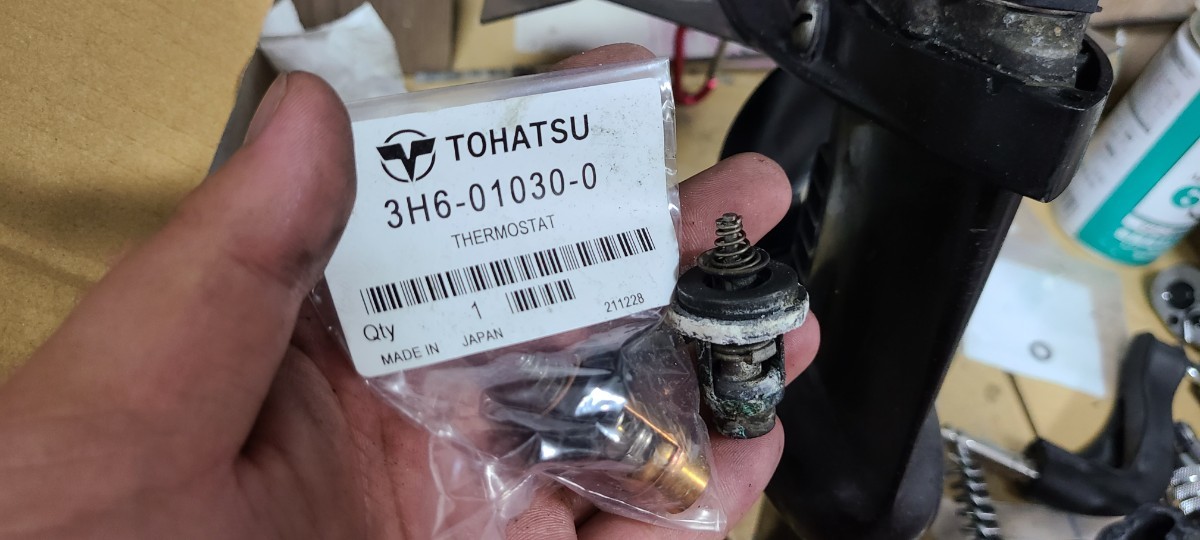 TOHATSU
3H6-01030-0
THERMOSTAT
Qty 1
211228
MADE IN JAPAN